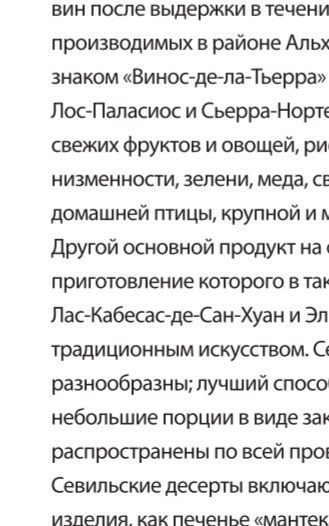 вин после выдержки в течени
производимых в районе Альх
знаком «Винос-де-ла-Тьерра»
Лос-Паласиос и Сьерра-Норте
свежих фруктов и овощей, ри
низменности, зелени, меда, св
домашней птицы, крупной и м
Другой основной продукт на
приготовление которого в так
Лас-Кабесас-де-Сан-Хуан и Эл
традиционным искусством. Се
разнообразны; лучший спосо
небольшие порции в виде зак
распространены по всей пров
Севильские десерты включаю
изделия, как печенье «мантек